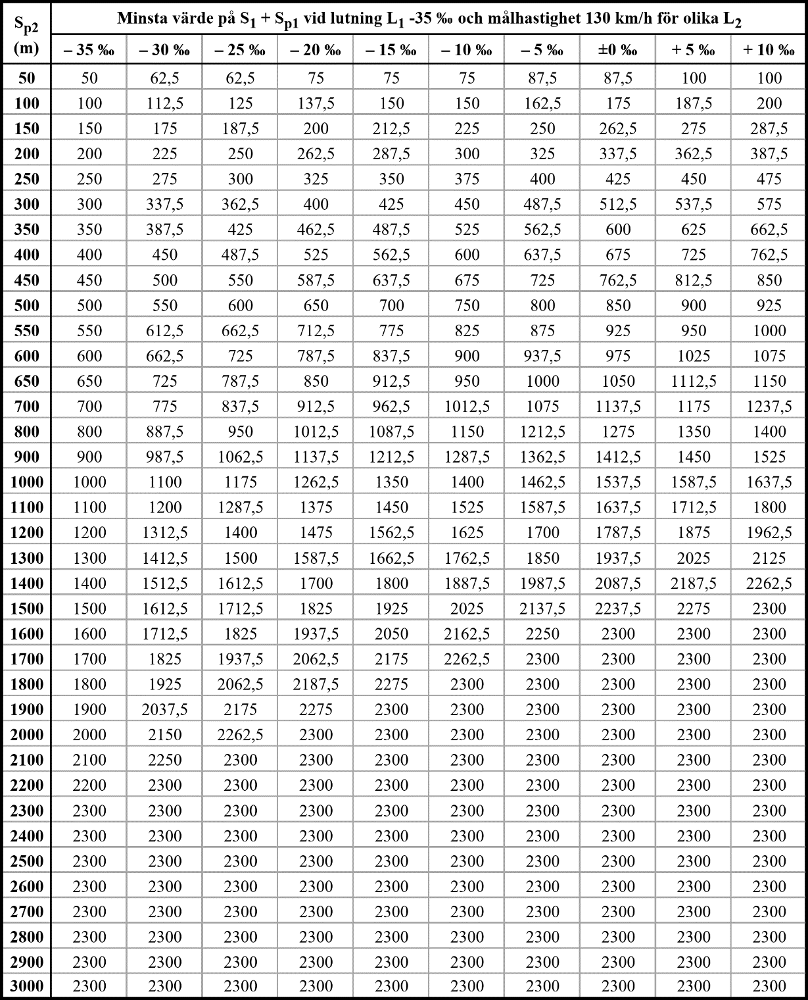 S<sub>p2</sub> (m) Minsta värde på S<sub>1</sub> + S<sub>p1</sub> vid lutning L<sub>1</sub> -35 ‰ och målhastighet 130 km/h för olika L<sub>2</sub>
– 35 ‰ – 30 ‰ – 25 ‰ – 20 ‰ – 15 ‰ – 10 ‰ – 5 ‰ ±0 ‰ + 5 ‰ + 10 ‰
50 50 62,5 62,5 75 75 75 87,5 87,5 100 100
100 100 112,5 125 137,5 150 150 162,5 175 187,5 200
150 150 175 187,5 200 212,5 225 250 262,5 275 287,5
200 200 225 250 262,5 287,5 300 325 337,5 362,5 387,5
250 250 275 300 325 350 375 400 425 450 475
300 300 337,5 362,5 400 425 450 487,5 512,5 537,5 575
350 350 387,5 425 462,5 487,5 525 562,5 600 625 662,5
400 400 450 487,5 525 562,5 600 637,5 675 725 762,5
450 450 500 550 587,5 637,5 675 725 762,5 812,5 850
500 500 550 600 650 700 750 800 850 900 925
550 550 612,5 662,5 712,5 775 825 875 925 950 1000
600 600 662,5 725 787,5 837,5 900 937,5 975 1025 1075
650 650 725 787,5 850 912,5 950 1000 1050 1112,5 1150
700 700 775 837,5 912,5 962,5 1012,5 1075 1137,5 1175 1237,5
800 800 887,5 950 1012,5 1087,5 1150 1212,5 1275 1350 1400
900 900 987,5 1062,5 1137,5 1212,5 1287,5 1362,5 1412,5 1450 1525
1000 1000 1100 1175 1262,5 1350 1400 1462,5 1537,5 1587,5 1637,5
1100 1100 1200 1287,5 1375 1450 1525 1587,5 1637,5 1712,5 1800
1200 1200 1312,5 1400 1475 1562,5 1625 1700 1787,5 1875 1962,5
1300 1300 1412,5 1500 1587,5 1662,5 1762,5 1850 1937,5 2025 2125
1400 1400 1512,5 1612,5 1700 1800 1887,5 1987,5 2087,5 2187,5 2262,5
1500 1500 1612,5 1712,5 1825 1925 2025 2137,5 2237,5 2275 2300
1600 1600 1712,5 1825 1937,5 2050 2162,5 2250 2300 2300 2300
1700 1700 1825 1937,5 2062,5 2175 2262,5 2300 2300 2300 2300
1800 1800 1925 2062,5 2187,5 2275 2300 2300 2300 2300 2300
1900 1900 2037,5 2175 2275 2300 2300 2300 2300 2300 2300
2000 2000 2150 2262,5 2300 2300 2300 2300 2300 2300 2300
2100 2100 2250 2300 2300 2300 2300 2300 2300 2300 2300
2200 2200 2300 2300 2300 2300 2300 2300 2300 2300 2300
2300 2300 2300 2300 2300 2300 2300 2300 2300 2300 2300
2400 2300 2300 2300 2300 2300 2300 2300 2300 2300 2300
2500 2300 2300 2300 2300 2300 2300 2300 2300 2300 2300
2600 2300 2300 2300 2300 2300 2300 2300 2300 2300 2300
2700 2300 2300 2300 2300 2300 2300 2300 2300 2300 2300
2800 2300 2300 2300 2300 2300 2300 2300 2300 2300 2300
2900 2300 2300 2300 2300 2300 2300 2300 2300 2300 2300
3000 2300 2300 2300 2300 2300 2300 2300 2300 2300 2300